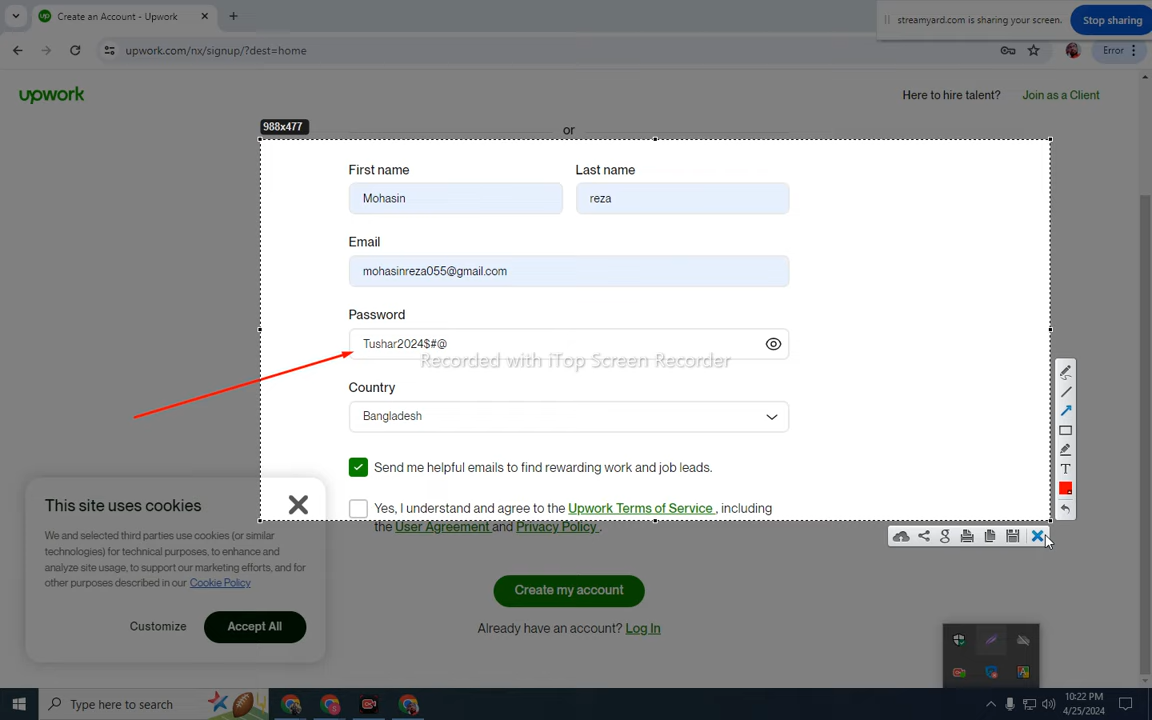 Create an Account - Upwork
streamyard.com is sharing your screen.
Stop sharing
upwork.com/nx/signup/?dest=home
Error
upwork
Here to hire talent?
Join as a Client
988x477
or
First name
Last name
Mohasin
reza
Email
mohasinreza055@gmail.com
Password
Tushar2024$#@
Recorded with iTop Screen Recorder
Country
Bangladesh
Send me helpful emails to find rewarding work and job leads.
Yes, I understand and agree to the Upwork Terms of Service , including
the User Agreement and Privacy Policy .
This site uses cookies
We and selected third parties use cookies (or similar
technologies) for technical purposes, to enhance and
analyze site usage, to support our marketing efforts, and for
other purposes described in our Cookie Policy
Customize
Accept All
Create my account
Already have an account? Log In
T
Type here to search
10:22 PM
4/25/2024